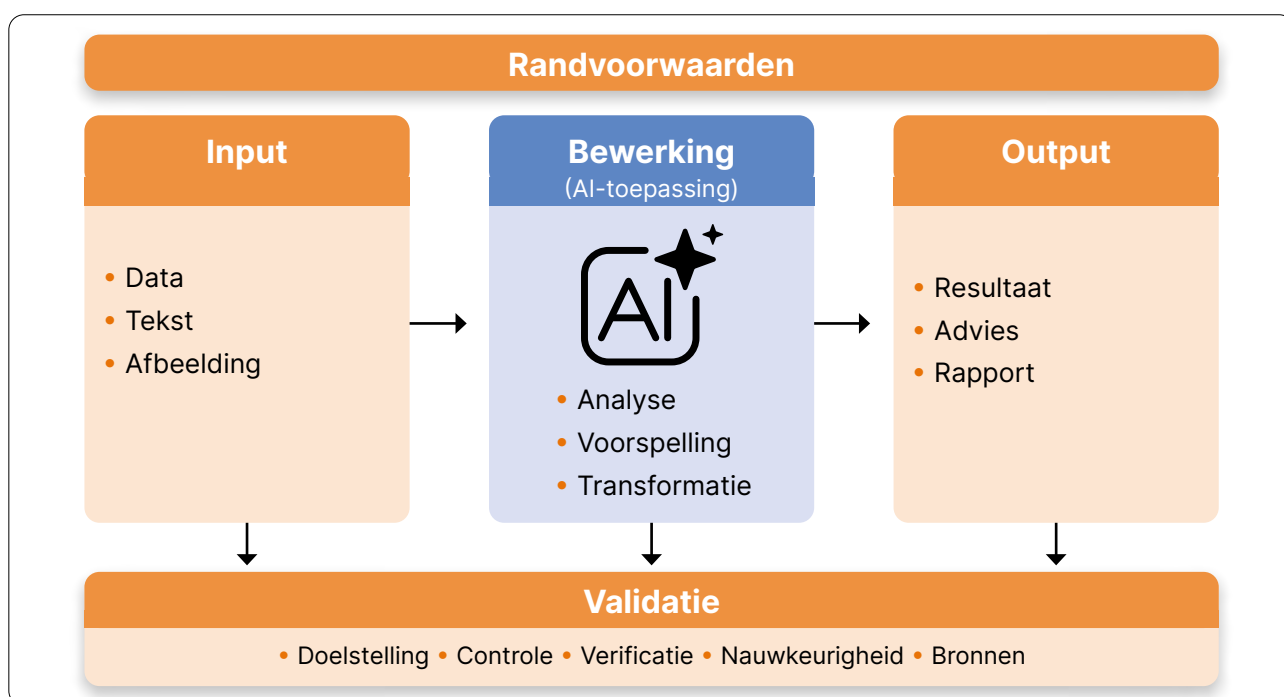 Randvoorwaarden
Input
• Data
• Tekst
• Afbeelding
Bewerking
(AI-toepassing)
AI
• Analyse
• Voorspelling
• Transformatie
Output
• Resultaat
• Advies
• Rapport
Validatie
• Doelstelling • Controle • Verificatie • Nauwkeurigheid • Bronnen